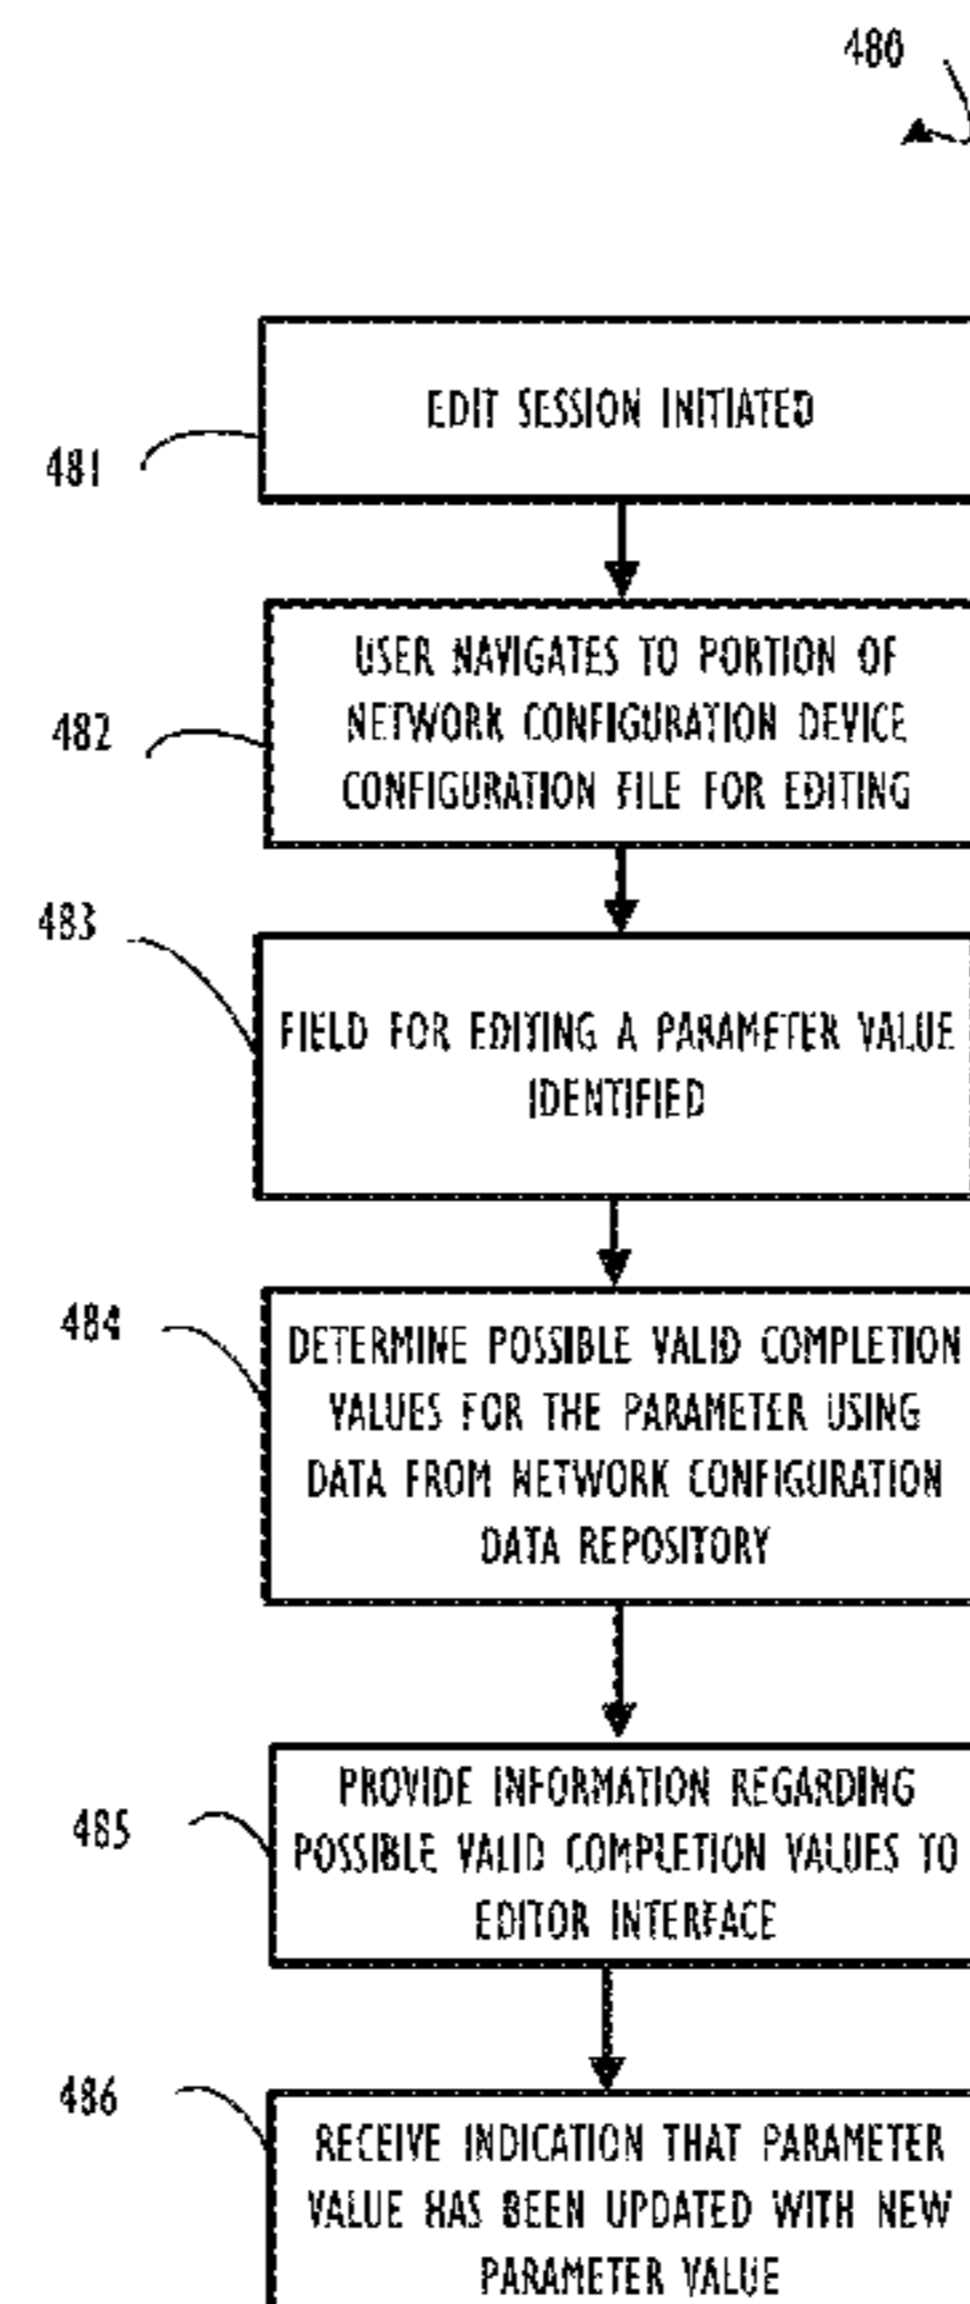 480
EDIT SESSION INITIATED
481
USER NAVIGATES TO PORTION OF
NETWORK CONFIGURATION DEVICE
CONFIGURATION FILE FOR EDITING
482
483
FIELD FOR EDITING A PARAMETER VALUE
IDENTIFIED
484
DETERMINE POSSIBLE VALID COMPLETION
VALUES FOR THE PARAMETER USING
DATA FROM NETWORK CONFIGURATION
DATA REPOSITORY
PROVIDE INFORMATION REGARDING
POSSIBLE VALID COMPLETION VALUES TO
EDITOR INTERFACE
485
486
RECEIVE INDICATION THAT PARAMETER
VALUE HAS BEEN UPDATED WITH NEW
PARAMETER VALUE